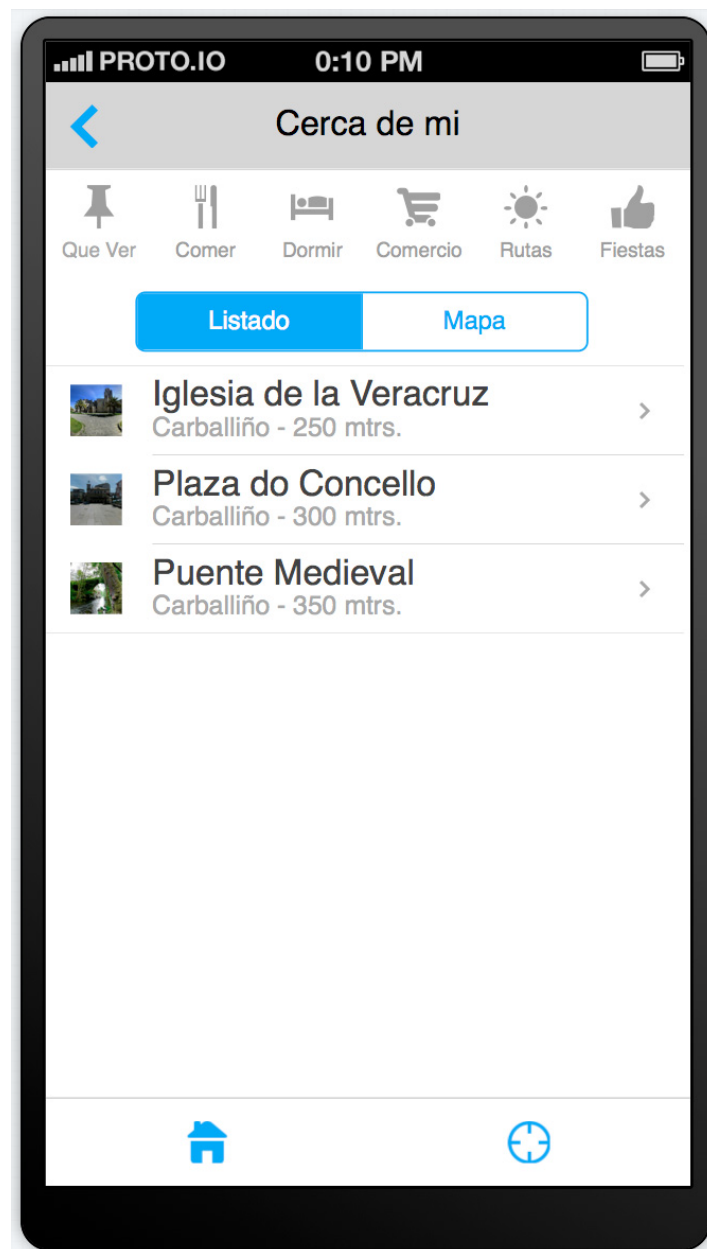 PROTO.IO 0:10 PM
Cerca de mi
Que Ver Comer Dormir Comercio Rutas Fiestas
Listado Mapa
Iglesia de la Veracruz
Carballiño - 250 mtrs.
Plaza do Concello
Carballiño - 300 mtrs.
Puente Medieval
Carballiño - 350 mtrs.